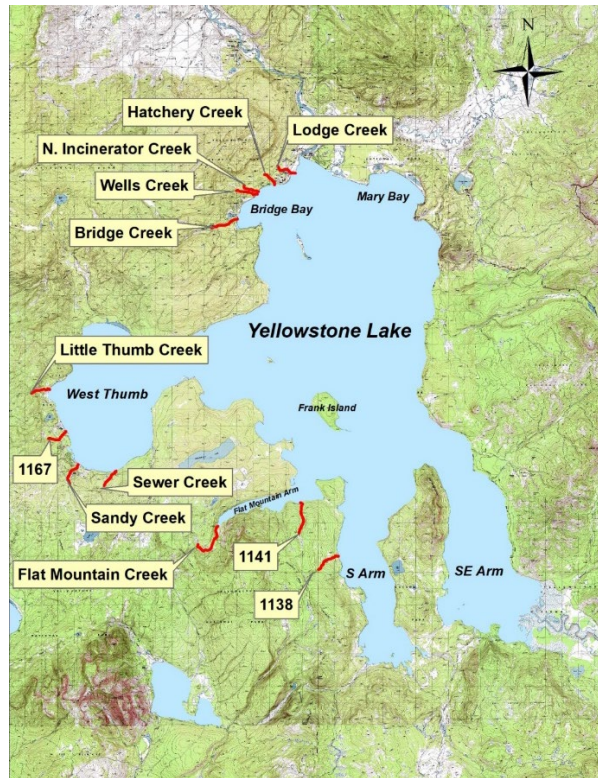 N
Hatchery Creek
Lodge Creek
N. Incinerator Creek
Wells Creek
Mary Bay
Bridge Bay
Bridge Creek
Yellowstone Lake
Little Thumb Creek
West Thumb
Frank Island
1167
Sewer Creek
Flat Mountain Arm
Sandy Creek
1141
Flat Mountain Creek
S Arm
SE Arm
1138